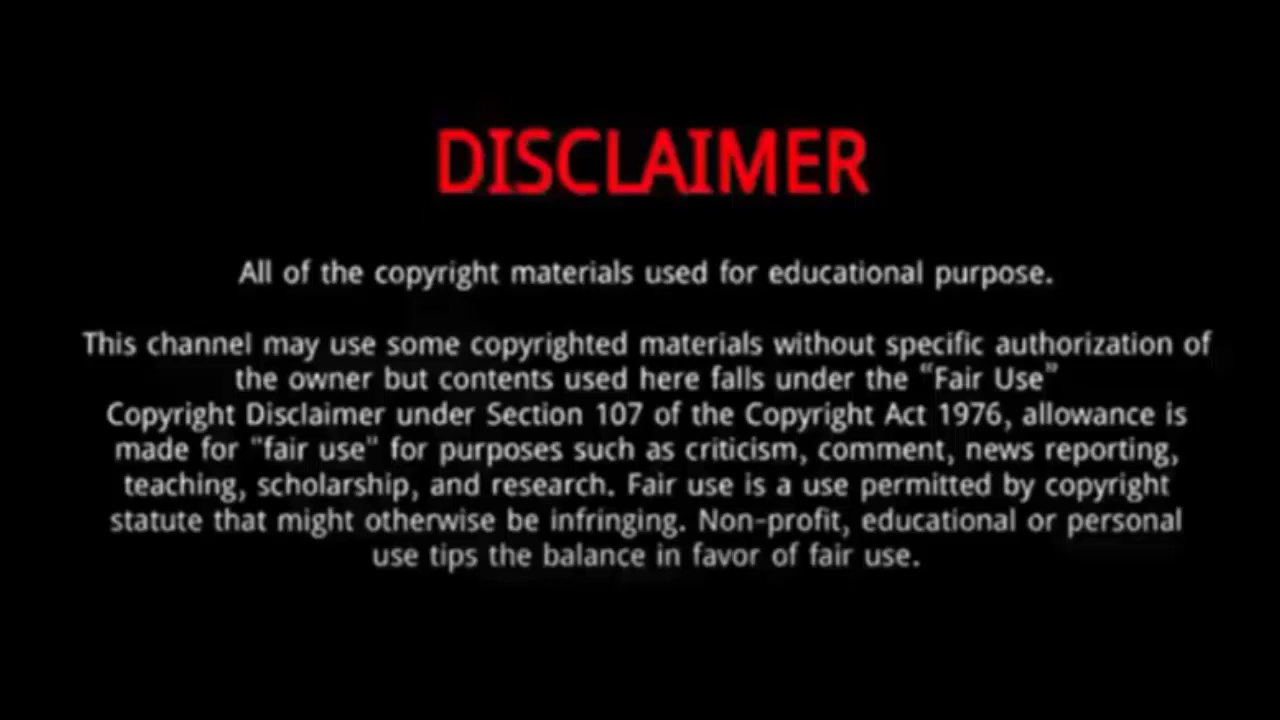 DISCLAIMER
All of the copyright materials used for educational purpose.
This channel may use some copyrighted materials without specific authorization of
the owner but contents used here falls under the “Fair Use”
Copyright Disclaimer under Section 107 of the Copyright Act 1976, allowance is
made for "fair use" for purposes such as criticism, comment, news reporting,
teaching, scholarship, and research. Fair use is a use permitted by copyright
statute that might otherwise be infringing. Non-profit, educational or personal
use tips the balance in favor of fair use.